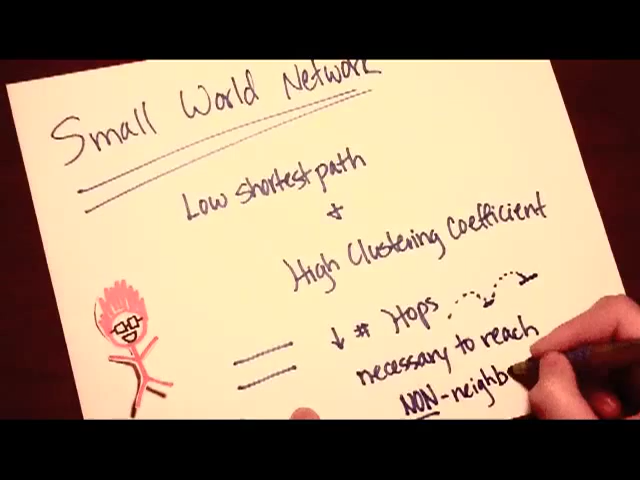 Small World Network
Low shortest path
+
High Clustering Coefficient
= ↓ # Hops
necessary to reach
NON-neighb